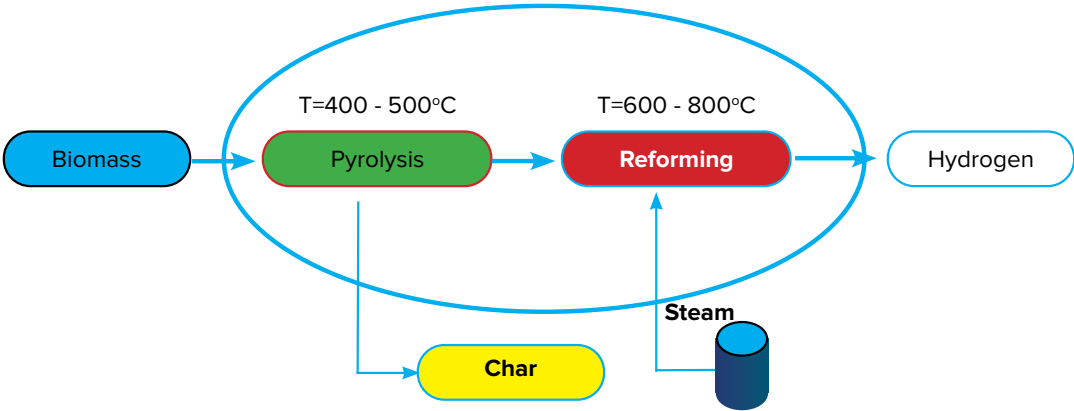 T=400 - 500°C
T=600 - 800°C
Biomass
Pyrolysis
Reforming
Hydrogen
Steam
Char